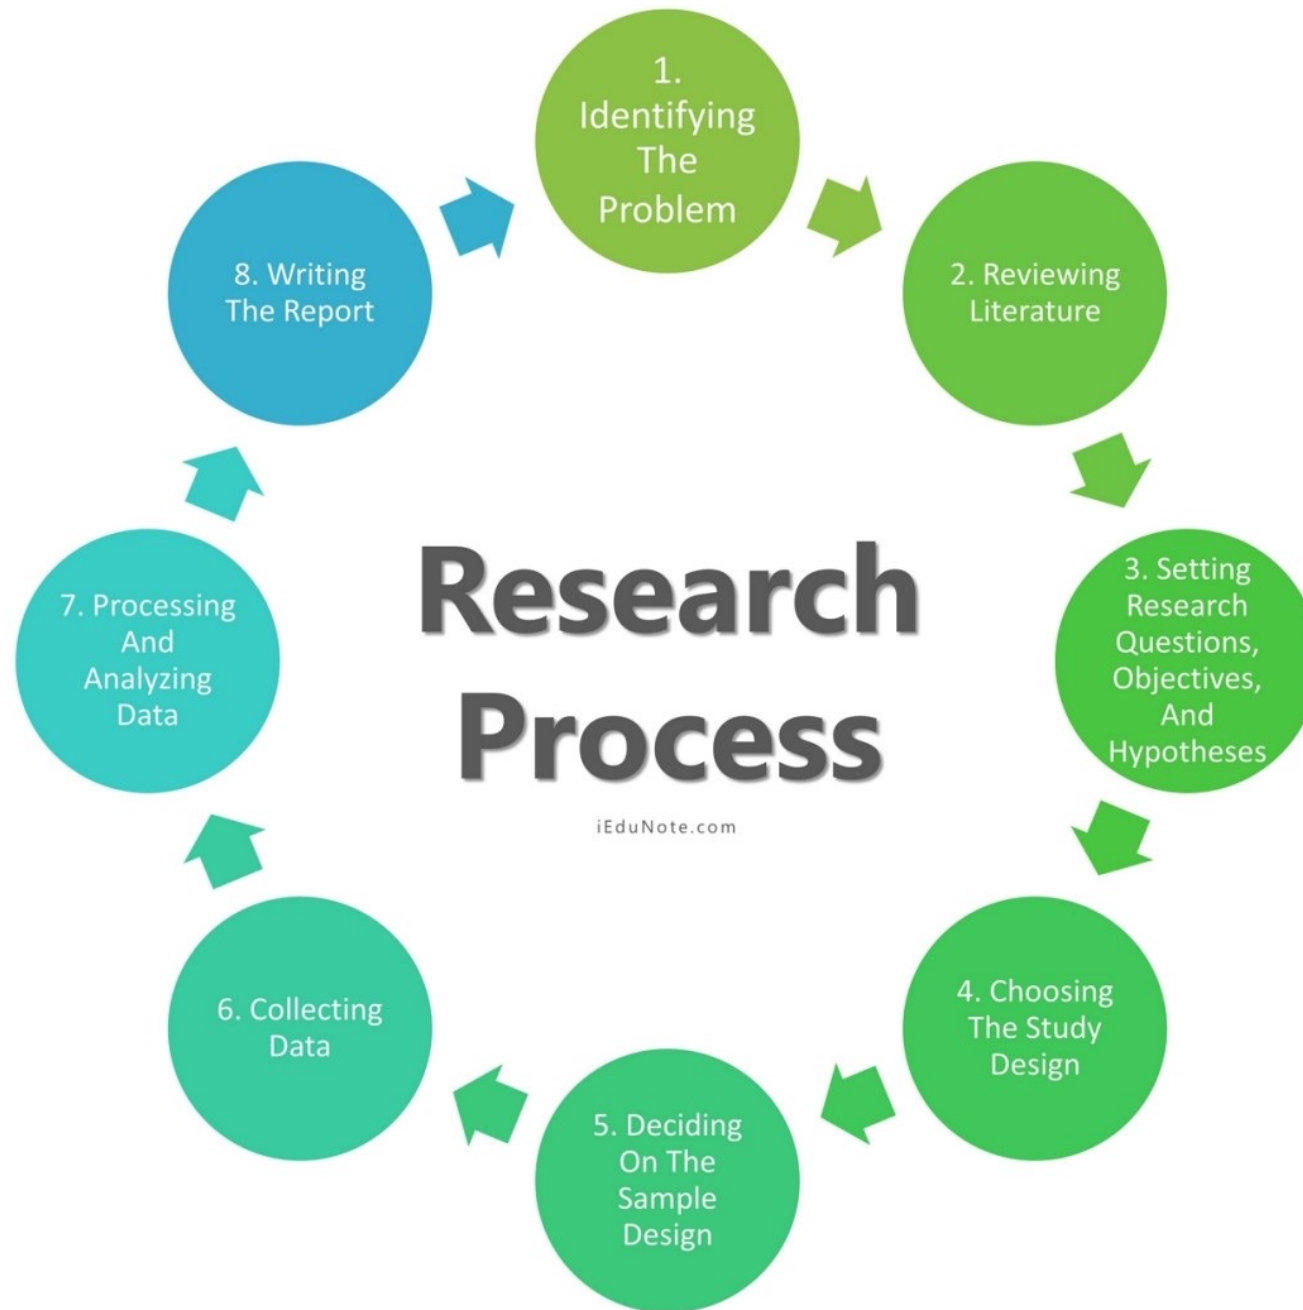 1.
Identifying
The
Problem
2. Reviewing
Literature
3. Setting
Research
Questions,
Objectives,
And
Hypotheses
4. Choosing
The Study
Design
5. Deciding
On The
Sample
Design
6. Collecting
Data
7. Processing
And
Analyzing
Data
8. Writing
The Report
Research
Process
iEduNote.com